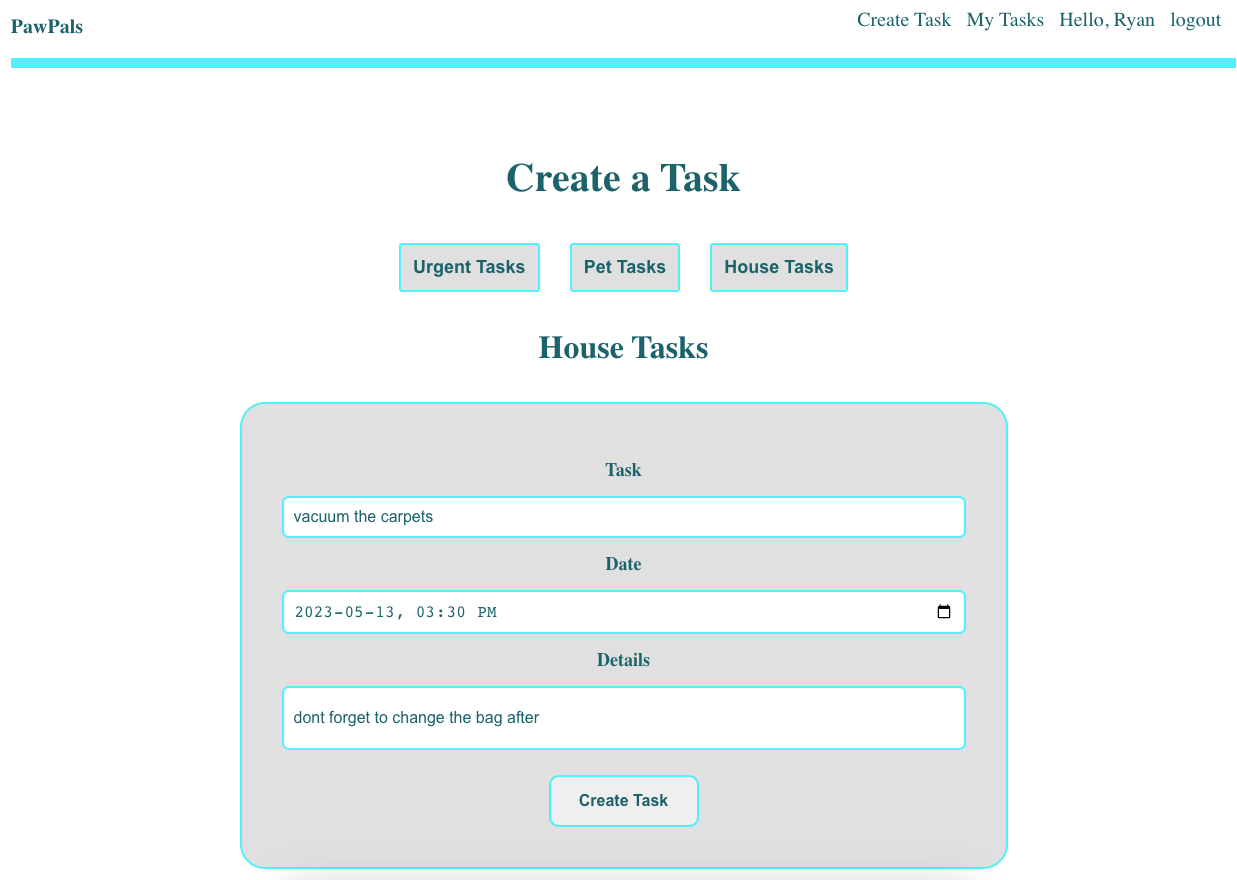 PawPals
Create Task My Tasks Hello, Ryan logout
Create a Task
Urgent Tasks Pet Tasks House Tasks
House Tasks
Task
vacuum the carpets
Date
2023-05-13, 03:30 PM
Details
dont forget to change the bag after
Create Task